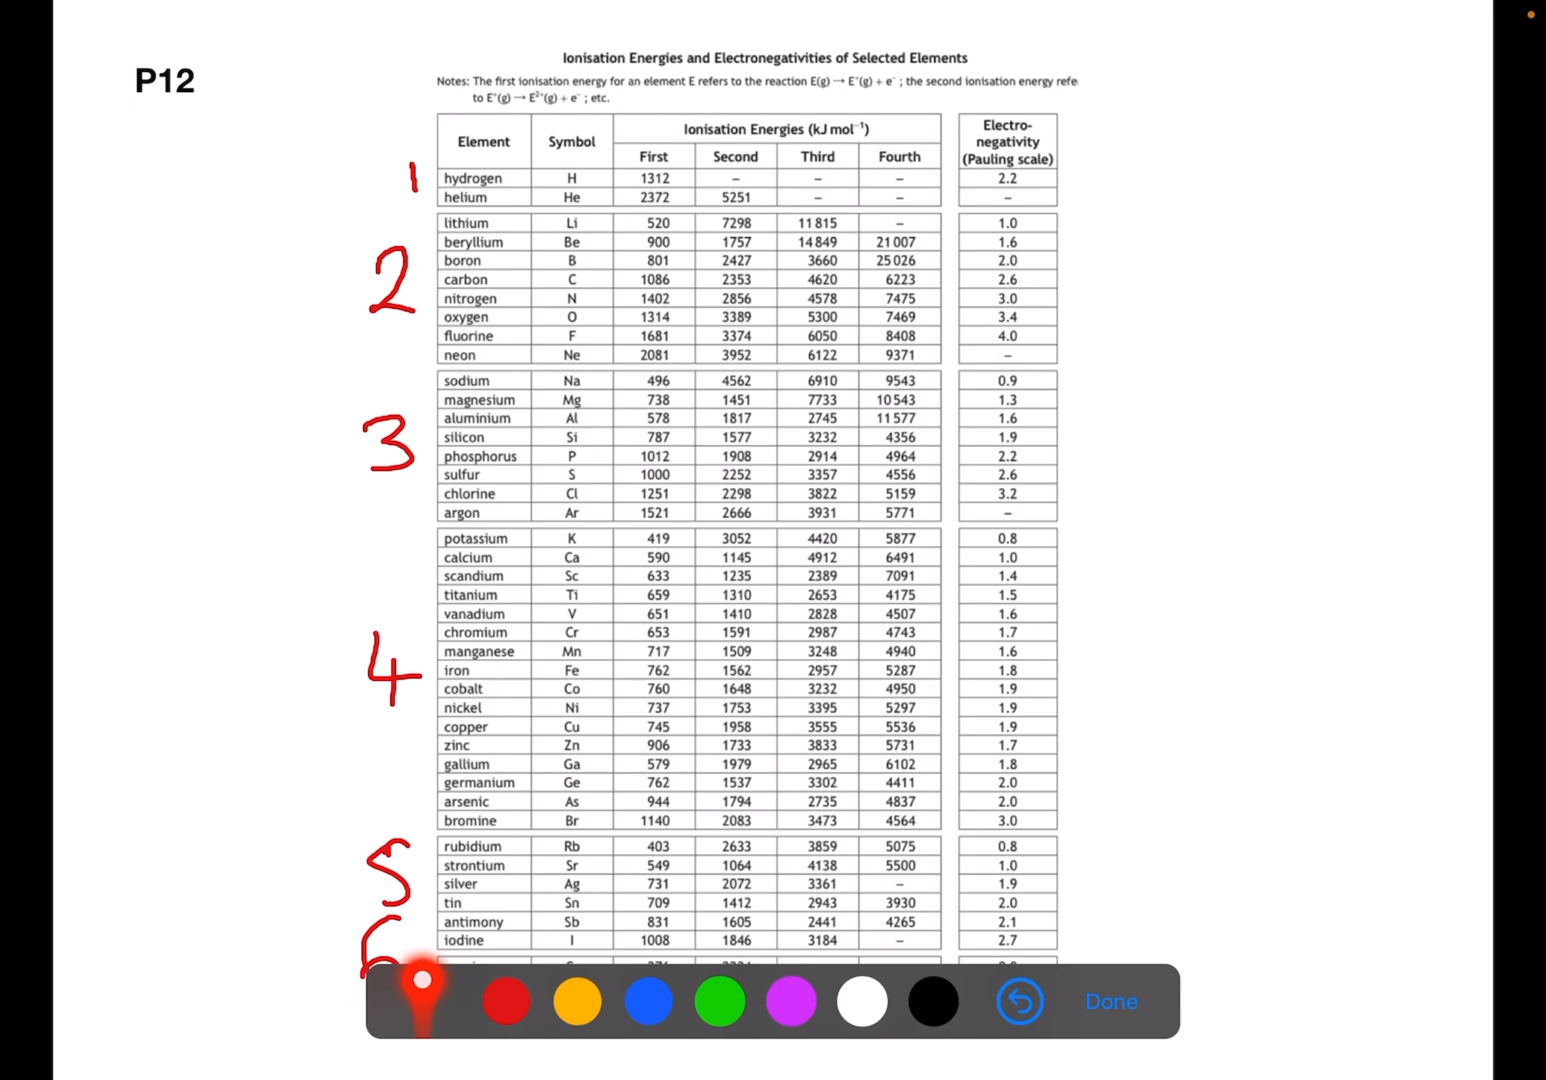 P12
Ionisation Energies and Electronegativities of Selected Elements
Notes: The first ionisation energy for an element E refers to the reaction E(g) → E⁺(g) + e⁻ ; the second ionisation energy refe
to E⁺(g) → E²⁺(g) + e⁻ ; etc.
Element Symbol Ionisation Energies (kJ mol⁻¹) Electro-
negativity
(Pauling scale)
First Second Third Fourth
1
hydrogen H 1312 – – – 2.2
helium He 2372 5251 – – –
2
lithium Li 520 7298 11 815 – 1.0
beryllium Be 900 1757 14 849 21 007 1.6
boron B 801 2427 3660 25 026 2.0
carbon C 1086 2353 4620 6223 2.6
nitrogen N 1402 2856 4578 7475 3.0
oxygen O 1314 3389 5300 7469 3.4
fluorine F 1681 3374 6050 8408 4.0
neon Ne 2081 3952 6122 9371 –
3
sodium Na 496 4562 6910 9543 0.9
magnesium Mg 738 1451 7733 10 543 1.3
aluminium Al 578 1817 2745 11 577 1.6
silicon Si 787 1577 3232 4356 1.9
phosphorus P 1012 1908 2914 4964 2.2
sulfur S 1000 2252 3357 4556 2.6
chlorine Cl 1251 2298 3822 5159 3.2
argon Ar 1521 2666 3931 5771 –
4
potassium K 419 3052 4420 5877 0.8
calcium Ca 590 1145 4912 6491 1.0
scandium Sc 633 1235 2389 7091 1.4
titanium Ti 659 1310 2653 4175 1.5
vanadium V 651 1410 2828 4507 1.6
chromium Cr 653 1591 2987 4743 1.7
manganese Mn 717 1509 3248 4940 1.6
iron Fe 762 1562 2957 5287 1.8
cobalt Co 760 1648 3232 4950 1.9
nickel Ni 737 1753 3395 5297 1.9
copper Cu 745 1958 3555 5536 1.9
zinc Zn 906 1733 3833 5731 1.7
gallium Ga 579 1979 2965 6102 1.8
germanium Ge 762 1537 3302 4411 2.0
arsenic As 944 1794 2735 4837 2.0
bromine Br 1140 2083 3473 4564 3.0
5
rubidium Rb 403 2633 3859 5075 0.8
strontium Sr 549 1064 4138 5500 1.0
silver Ag 731 2072 3361 – 1.9
tin Sn 709 1412 2943 3930 2.0
antimony Sb 831 1605 2441 4265 2.1
iodine I 1008 1846 3184 – 2.7
Done